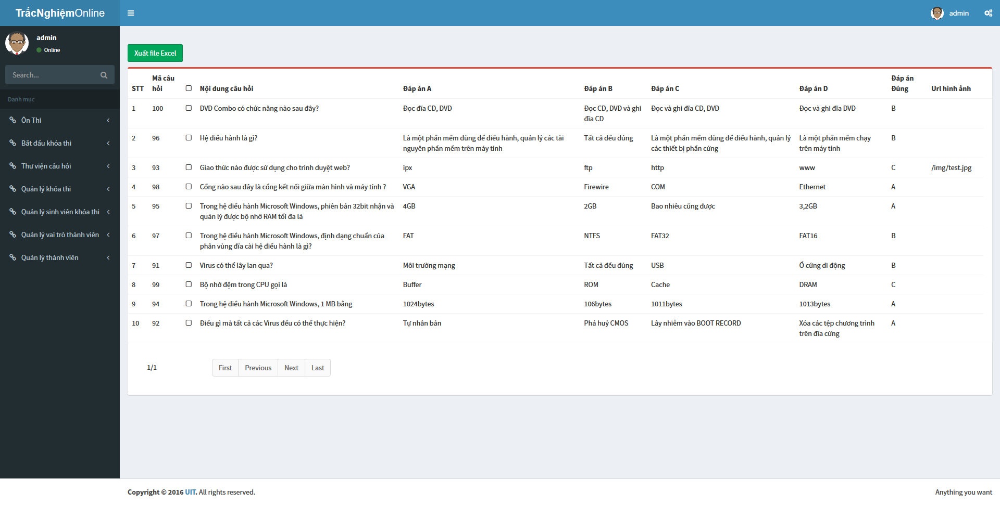 TrắcNghiệmOnline
admin
admin
Online
Search...
Danh mục
Ôn Thi
Bắt đầu khóa thi
Thư viện câu hỏi
Quản lý khóa thi
Quản lý sinh viên khóa thi
Quản lý vai trò thành viên
Quản lý thành viên
Xuất file Excel
Mã câu Đáp án
STT hỏi Nội dung câu hỏi Đáp án A Đáp án B Đáp án C Đáp án D Đúng Url hình ảnh
1 100 DVD Combo có chức năng nào sau đây? Đọc đĩa CD, DVD Đọc CD, DVD và ghi Đọc và ghi đĩa CD, DVD Đọc và ghi đĩa DVD B
đĩa CD
2 96 Hệ điều hành là gì? Là một phần mềm dùng để điều hành, quản lý các tài Tất cả đều đúng Là một phần mềm dùng để điều hành, quản lý Là một phần mềm chạy B
nguyên phần mềm trên máy tính các thiết bị phần cứng trên máy tính
3 93 Giao thức nào được sử dụng cho trình duyệt web? ipx ftp http www C /img/test.jpg
4 98 Cổng nào sau đây là cổng kết nối giữa màn hình và máy tính ? VGA Firewire COM Ethernet A
5 95 Trong hệ điều hành Microsoft Windows, phiên bản 32bit nhận và 4GB 2GB Bao nhiêu cũng được 3,2GB A
quản lý được bộ nhớ RAM tối đa là
6 97 Trong hệ điều hành Microsoft Windows, định dạng chuẩn của FAT NTFS FAT32 FAT16 B
phân vùng đĩa cài hệ điều hành là gì?
7 91 Virus có thể lây lan qua? Môi trường mạng Tất cả đều đúng USB Ổ cứng di động B
8 99 Bộ nhớ đệm trong CPU gọi là Buffer ROM Cache DRAM C
9 94 Trong hệ điều hành Microsoft Windows, 1 MB bằng 1024bytes 106bytes 1011bytes 1013bytes A
10 92 Điều gì mà tất cả các Virus đều có thể thực hiện? Tự nhân bản Phá huỷ CMOS Lây nhiễm vào BOOT RECORD Xóa các tệp chương trình A
trên đĩa cứng
1/1 First Previous Next Last
Copyright © 2016 UIT. All rights reserved. Anything you want